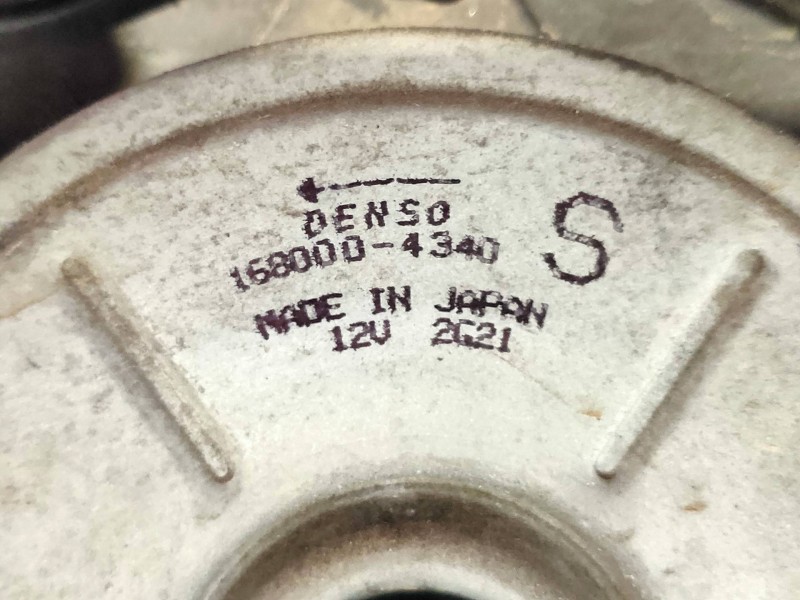 DENSO
168000-4340
S
MADE IN JAPAN
12V 2G21